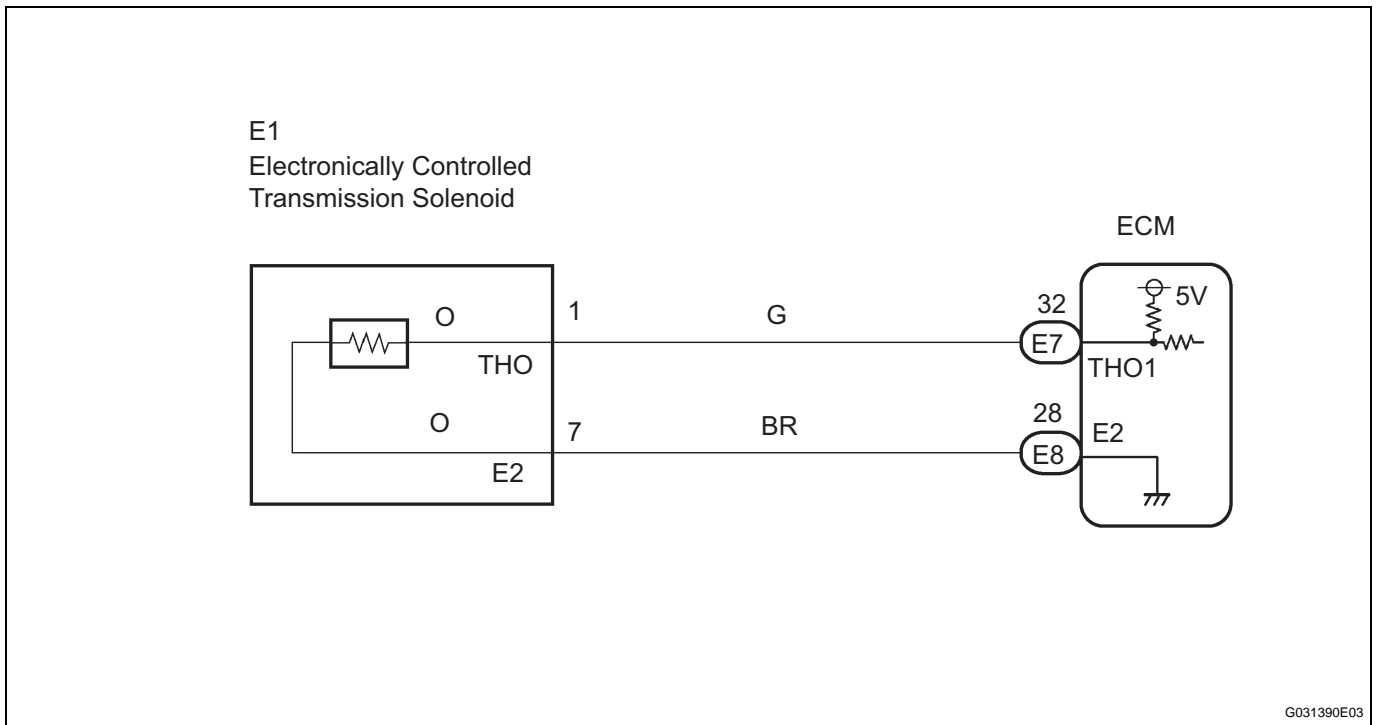 E1
Electronically Controlled
Transmission Solenoid
ECM
O
1
G
32
5V
E7
THO
THO1
O
7
BR
28
E2
E8
E2
G031390E03